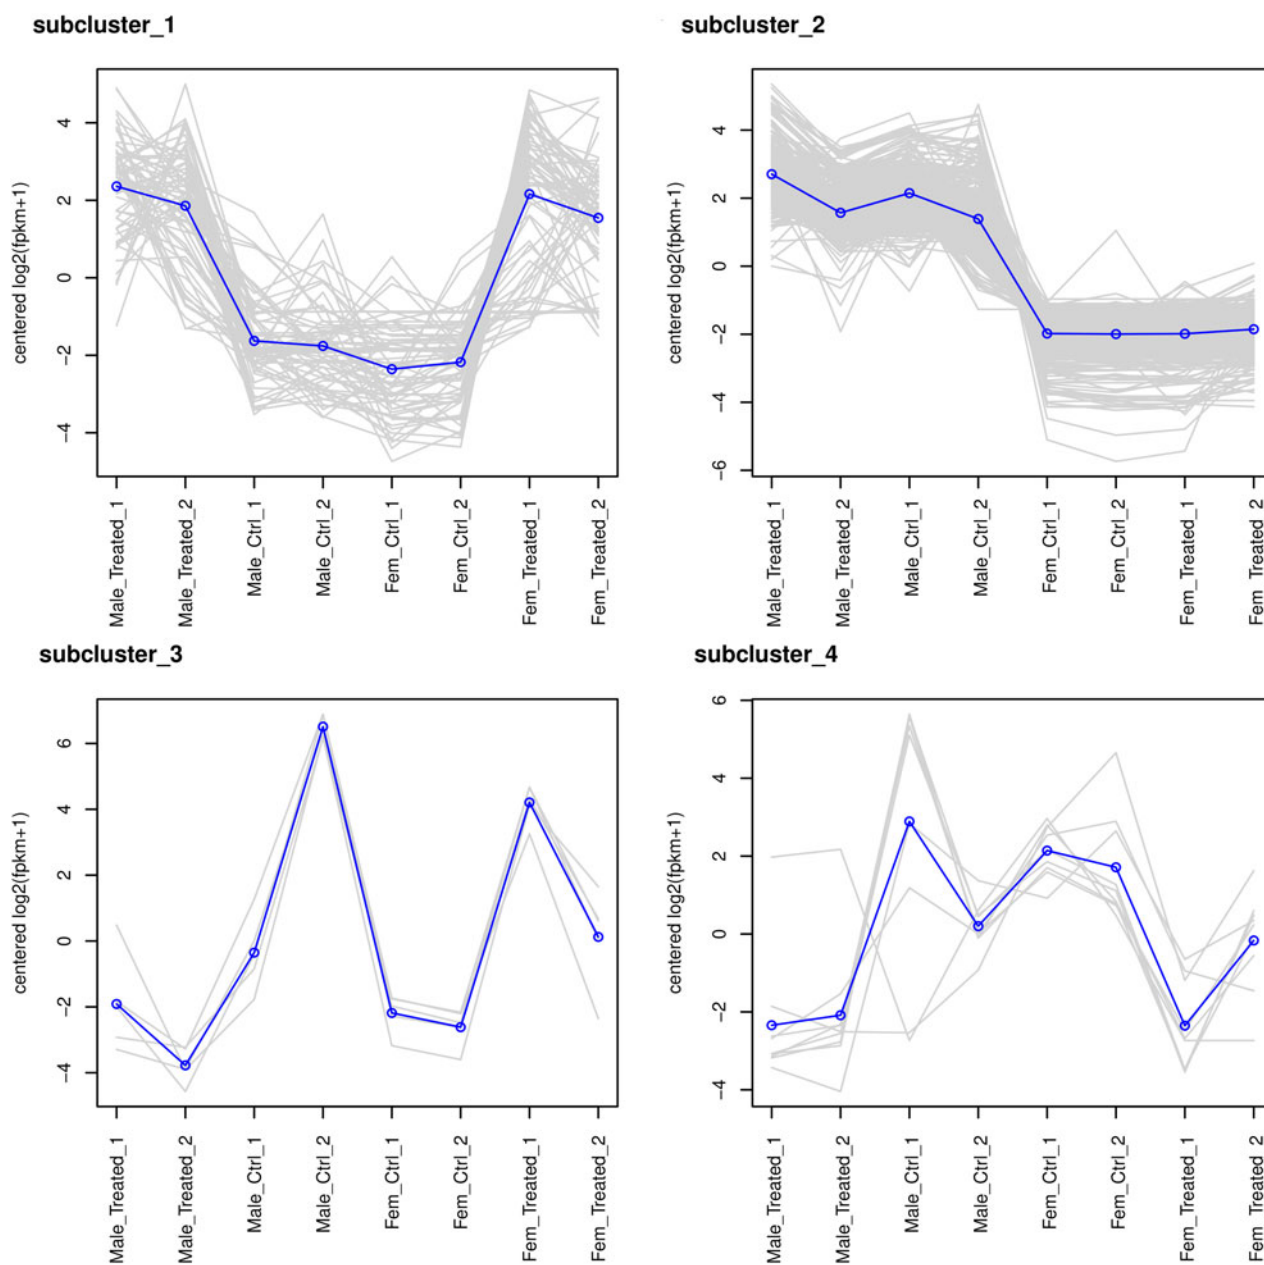 subcluster_1
centered log2(fpkm+1)
4
2
0
−2
−4
Male_Treated_1
Male_Treated_2
Male_Ctrl_1
Male_Ctrl_2
Fem_Ctrl_1
Fem_Ctrl_2
Fem_Treated_1
Fem_Treated_2
subcluster_2
centered log2(fpkm+1)
4
2
0
−2
−4
−6
Male_Treated_1
Male_Treated_2
Male_Ctrl_1
Male_Ctrl_2
Fem_Ctrl_1
Fem_Ctrl_2
Fem_Treated_1
Fem_Treated_2
subcluster_3
centered log2(fpkm+1)
6
4
2
0
−2
−4
Male_Treated_1
Male_Treated_2
Male_Ctrl_1
Male_Ctrl_2
Fem_Ctrl_1
Fem_Ctrl_2
Fem_Treated_1
Fem_Treated_2
subcluster_4
centered log2(fpkm+1)
6
4
2
0
−2
−4
Male_Treated_1
Male_Treated_2
Male_Ctrl_1
Male_Ctrl_2
Fem_Ctrl_1
Fem_Ctrl_2
Fem_Treated_1
Fem_Treated_2